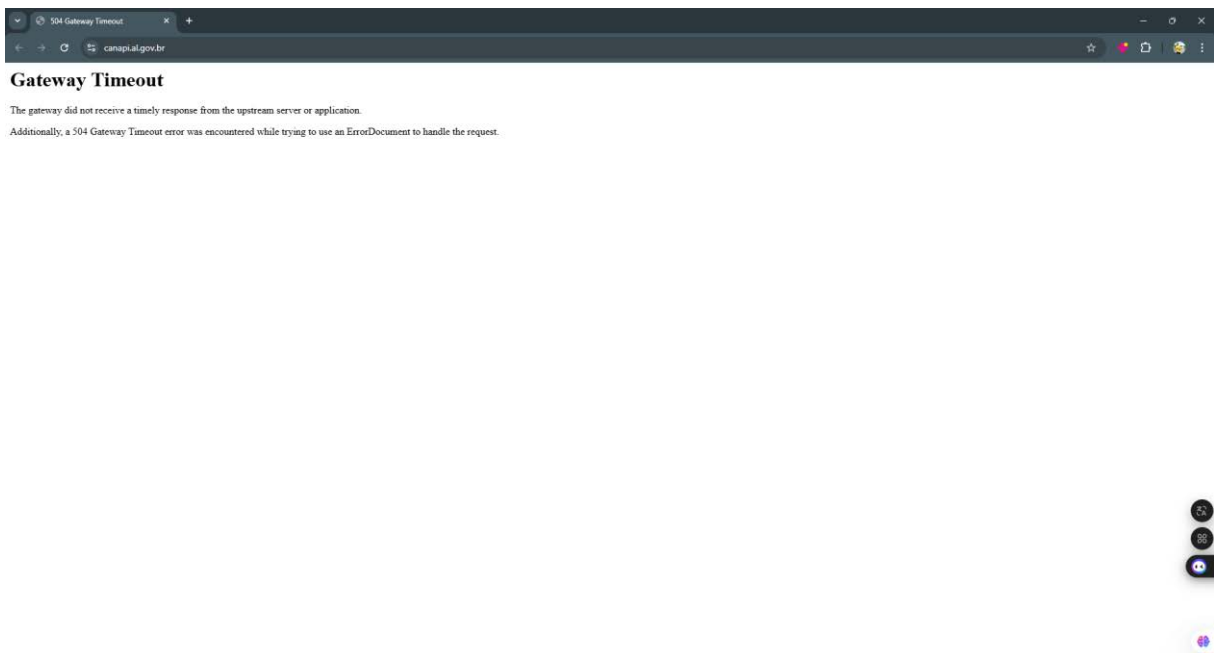 504 Gateway Timeout
canapi.al.gov.br
Gateway Timeout
The gateway did not receive a timely response from the upstream server or application.
Additionally, a 504 Gateway Timeout error was encountered while trying to use an ErrorDocument to handle the request.